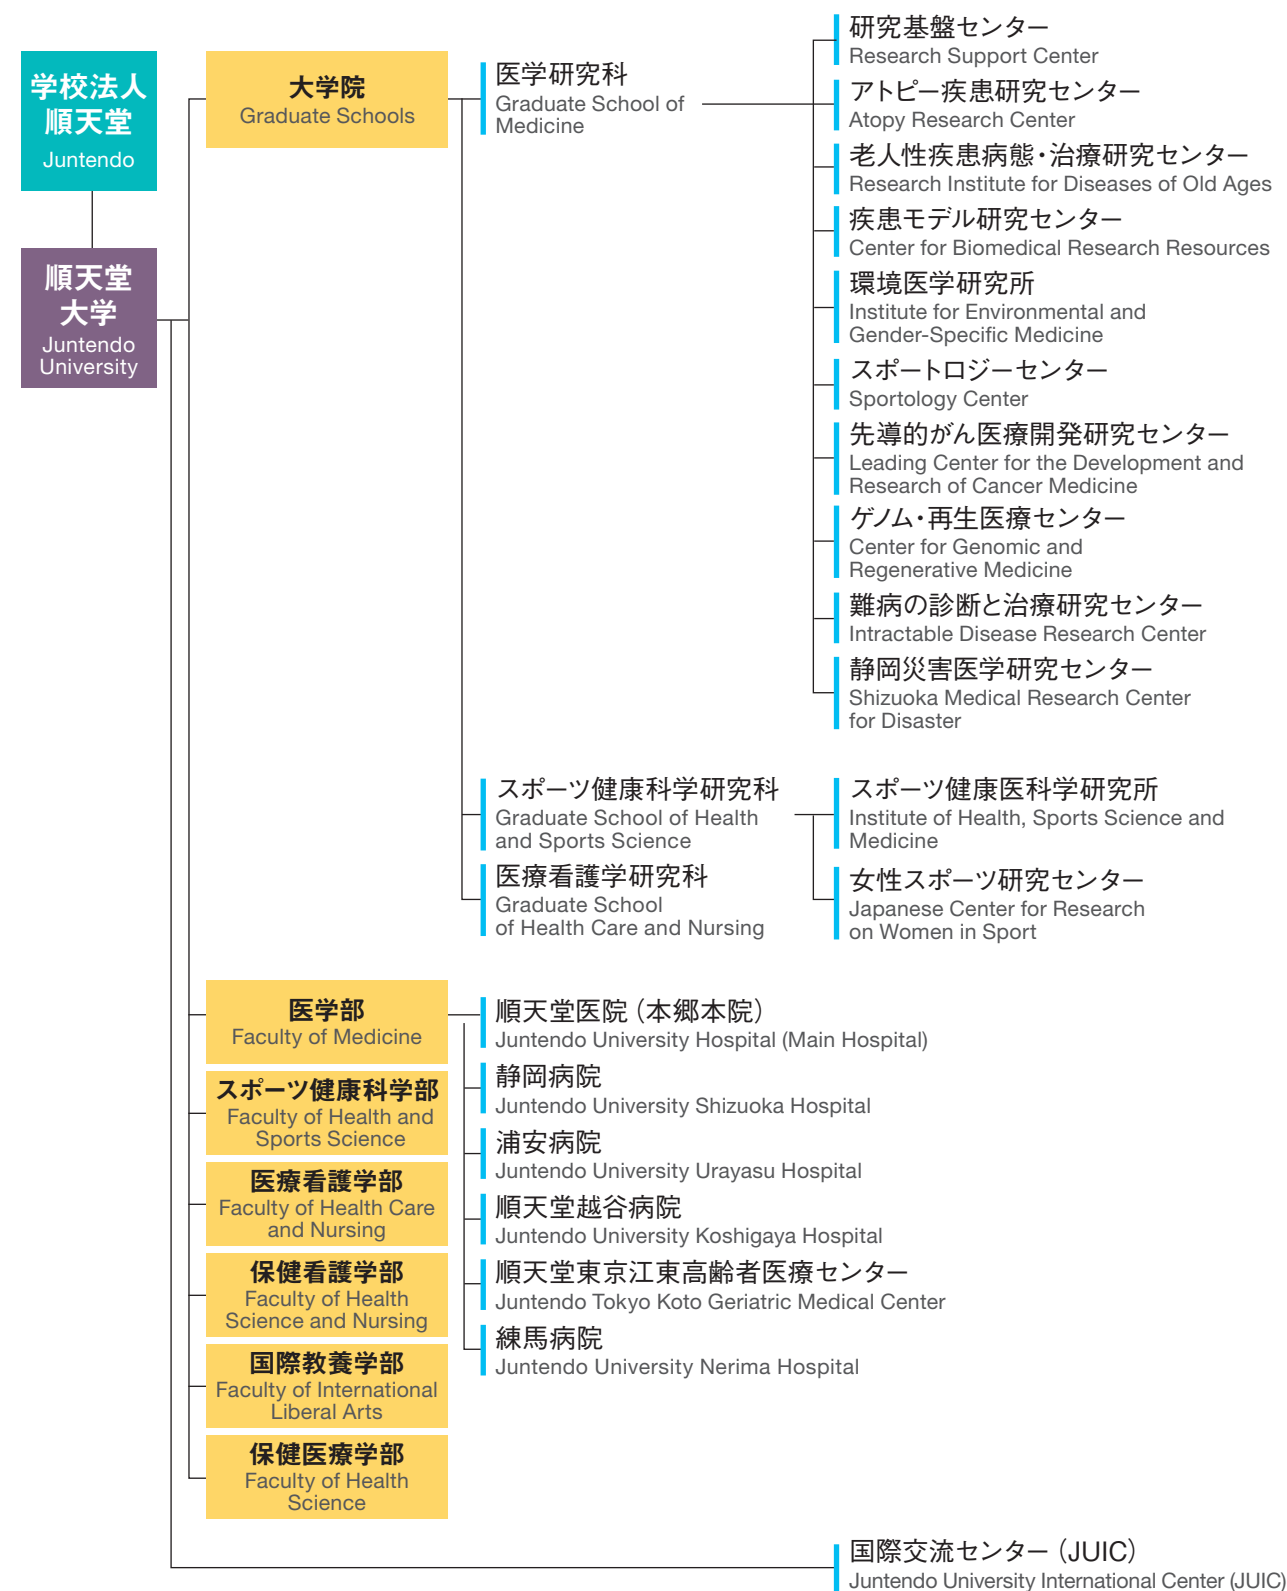 学校法人
順天堂
Juntendo
順天堂
大学
Juntendo
University
大学院
Graduate Schools
医学研究科
Graduate School of
Medicine
研究基盤センター
Research Support Center
アトピー疾患研究センター
Atopy Research Center
老人性疾患病態・治療研究センター
Research Institute for Diseases of Old Ages
疾患モデル研究センター
Center for Biomedical Research Resources
環境医学研究所
Institute for Environmental and
Gender-Specific Medicine
スポートロジーセンター
Sportology Center
先導的がん医療開発研究センター
Leading Center for the Development and
Research of Cancer Medicine
ゲノム・再生医療センター
Center for Genomic and
Regenerative Medicine
難病の診断と治療研究センター
Intractable Disease Research Center
静岡災害医学研究センター
Shizuoka Medical Research Center
for Disaster
スポーツ健康科学研究科
Graduate School of Health
and Sports Science
スポーツ健康医科学研究所
Institute of Health, Sports Science and
Medicine
女性スポーツ研究センター
Japanese Center for Research
on Women in Sport
医療看護学研究科
Graduate School
of Health Care and Nursing
医学部
Faculty of Medicine
順天堂医院（本郷本院）
Juntendo University Hospital (Main Hospital)
静岡病院
Juntendo University Shizuoka Hospital
浦安病院
Juntendo University Urayasu Hospital
順天堂越谷病院
Juntendo University Koshigaya Hospital
順天堂東京江東高齢者医療センター
Juntendo Tokyo Koto Geriatric Medical Center
練馬病院
Juntendo University Nerima Hospital
スポーツ健康科学部
Faculty of Health and
Sports Science
医療看護学部
Faculty of Health Care
and Nursing
保健看護学部
Faculty of Health
Science and Nursing
国際教養学部
Faculty of International
Liberal Arts
保健医療学部
Faculty of Health
Science
国際交流センター（JUIC）
Juntendo University International Center (JUIC)